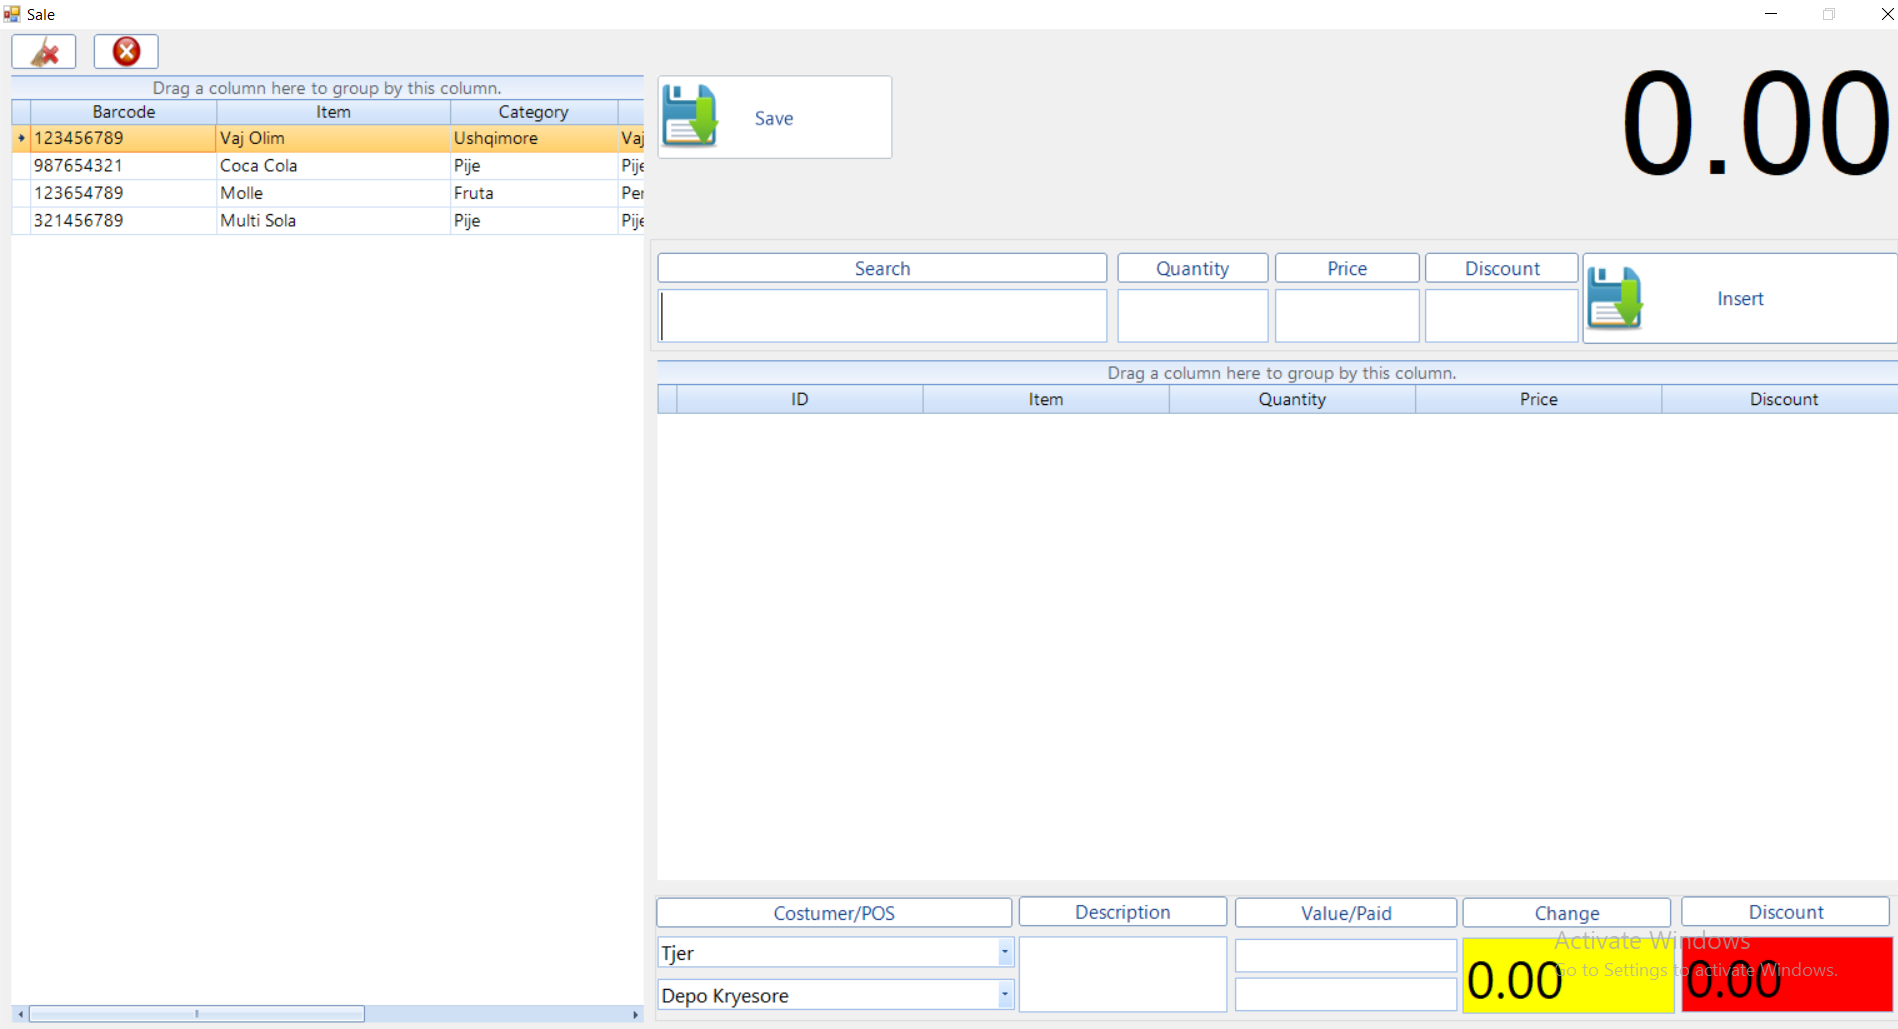 Sale
Drag a column here to group by this column.
Barcode Item Category
123456789 Vaj Olim Ushqimore Vaj
987654321 Coca Cola Pije Pije
123654789 Molle Fruta Per
321456789 Multi Sola Pije Pije
Save
0.00
Search Quantity Price Discount
Insert
Drag a column here to group by this column.
ID Item Quantity Price Discount
Costumer/POS Description Value/Paid Change Discount
Tjer
Depo Kryesore
0.00 0.00
Activate Windows
Go to Settings to activate Windows.